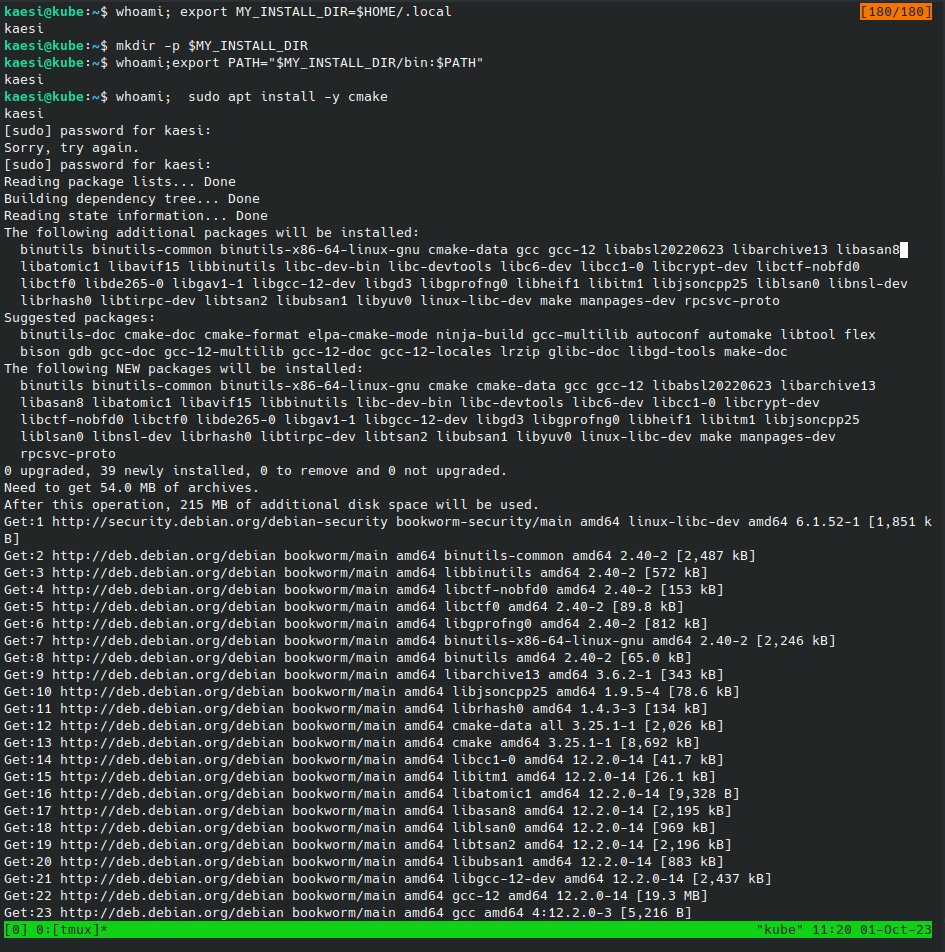 kaesi@kube:~$ whoami; export MY_INSTALL_DIR=$HOME/.local [180/180]
kaesi
kaesi@kube:~$ mkdir -p $MY_INSTALL_DIR
kaesi@kube:~$ whoami;export PATH="$MY_INSTALL_DIR/bin:$PATH"
kaesi
kaesi@kube:~$ whoami;  sudo apt install -y cmake
kaesi
[sudo] password for kaesi:
Sorry, try again.
[sudo] password for kaesi:
Reading package lists... Done
Building dependency tree... Done
Reading state information... Done
The following additional packages will be installed:
  binutils binutils-common binutils-x86-64-linux-gnu cmake-data gcc gcc-12 libabsl20220623 libarchive13 libasan8
  libatomic1 libavif15 libbinutils libc-dev-bin libc-devtools libc6-dev libcc1-0 libcrypt-dev libctf-nobfd0
  libctf0 libde265-0 libgav1-1 libgcc-12-dev libgd3 libgprofng0 libheif1 libitm1 libjsoncpp25 liblsan0 libnsl-dev
  librhash0 libtirpc-dev libtsan2 libubsan1 libyuv0 linux-libc-dev make manpages-dev rpcsvc-proto
Suggested packages:
  binutils-doc cmake-doc cmake-format elpa-cmake-mode ninja-build gcc-multilib autoconf automake libtool flex
  bison gdb gcc-doc gcc-12-multilib gcc-12-doc gcc-12-locales lrzip glibc-doc libgd-tools make-doc
The following NEW packages will be installed:
  binutils binutils-common binutils-x86-64-linux-gnu cmake cmake-data gcc gcc-12 libabsl20220623 libarchive13
  libasan8 libatomic1 libavif15 libbinutils libc-dev-bin libc-devtools libc6-dev libcc1-0 libcrypt-dev
  libctf-nobfd0 libctf0 libde265-0 libgav1-1 libgcc-12-dev libgd3 libgprofng0 libheif1 libitm1 libjsoncpp25
  liblsan0 libnsl-dev librhash0 libtirpc-dev libtsan2 libubsan1 libyuv0 linux-libc-dev make manpages-dev
  rpcsvc-proto
0 upgraded, 39 newly installed, 0 to remove and 0 not upgraded.
Need to get 54.0 MB of archives.
After this operation, 215 MB of additional disk space will be used.
Get:1 http://security.debian.org/debian-security bookworm-security/main amd64 linux-libc-dev amd64 6.1.52-1 [1,851 k
B]
Get:2 http://deb.debian.org/debian bookworm/main amd64 binutils-common amd64 2.40-2 [2,487 kB]
Get:3 http://deb.debian.org/debian bookworm/main amd64 libbinutils amd64 2.40-2 [572 kB]
Get:4 http://deb.debian.org/debian bookworm/main amd64 libctf-nobfd0 amd64 2.40-2 [153 kB]
Get:5 http://deb.debian.org/debian bookworm/main amd64 libctf0 amd64 2.40-2 [89.8 kB]
Get:6 http://deb.debian.org/debian bookworm/main amd64 libgprofng0 amd64 2.40-2 [812 kB]
Get:7 http://deb.debian.org/debian bookworm/main amd64 binutils-x86-64-linux-gnu amd64 2.40-2 [2,246 kB]
Get:8 http://deb.debian.org/debian bookworm/main amd64 binutils amd64 2.40-2 [65.0 kB]
Get:9 http://deb.debian.org/debian bookworm/main amd64 libarchive13 amd64 3.6.2-1 [343 kB]
Get:10 http://deb.debian.org/debian bookworm/main amd64 libjsoncpp25 amd64 1.9.5-4 [78.6 kB]
Get:11 http://deb.debian.org/debian bookworm/main amd64 librhash0 amd64 1.4.3-3 [134 kB]
Get:12 http://deb.debian.org/debian bookworm/main amd64 cmake-data all 3.25.1-1 [2,026 kB]
Get:13 http://deb.debian.org/debian bookworm/main amd64 cmake amd64 3.25.1-1 [8,692 kB]
Get:14 http://deb.debian.org/debian bookworm/main amd64 libcc1-0 amd64 12.2.0-14 [41.7 kB]
Get:15 http://deb.debian.org/debian bookworm/main amd64 libitm1 amd64 12.2.0-14 [26.1 kB]
Get:16 http://deb.debian.org/debian bookworm/main amd64 libatomic1 amd64 12.2.0-14 [9,328 B]
Get:17 http://deb.debian.org/debian bookworm/main amd64 libasan8 amd64 12.2.0-14 [2,195 kB]
Get:18 http://deb.debian.org/debian bookworm/main amd64 liblsan0 amd64 12.2.0-14 [969 kB]
Get:19 http://deb.debian.org/debian bookworm/main amd64 libtsan2 amd64 12.2.0-14 [2,196 kB]
Get:20 http://deb.debian.org/debian bookworm/main amd64 libubsan1 amd64 12.2.0-14 [883 kB]
Get:21 http://deb.debian.org/debian bookworm/main amd64 libgcc-12-dev amd64 12.2.0-14 [2,437 kB]
Get:22 http://deb.debian.org/debian bookworm/main amd64 gcc-12 amd64 12.2.0-14 [19.3 MB]
Get:23 http://deb.debian.org/debian bookworm/main amd64 gcc amd64 4:12.2.0-3 [5,216 B]
[0] 0:[tmux]* "kube" 11:20 01-Oct-23